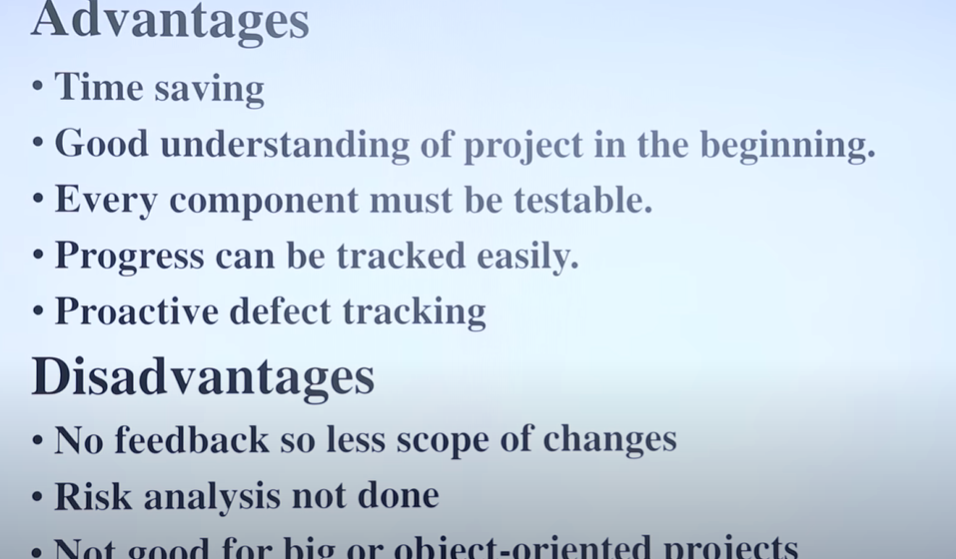 Advantages
• Time saving
• Good understanding of project in the beginning.
• Every component must be testable.
• Progress can be tracked easily.
• Proactive defect tracking
Disadvantages
• No feedback so less scope of changes
• Risk analysis not done
• Not good for big or object-oriented projects